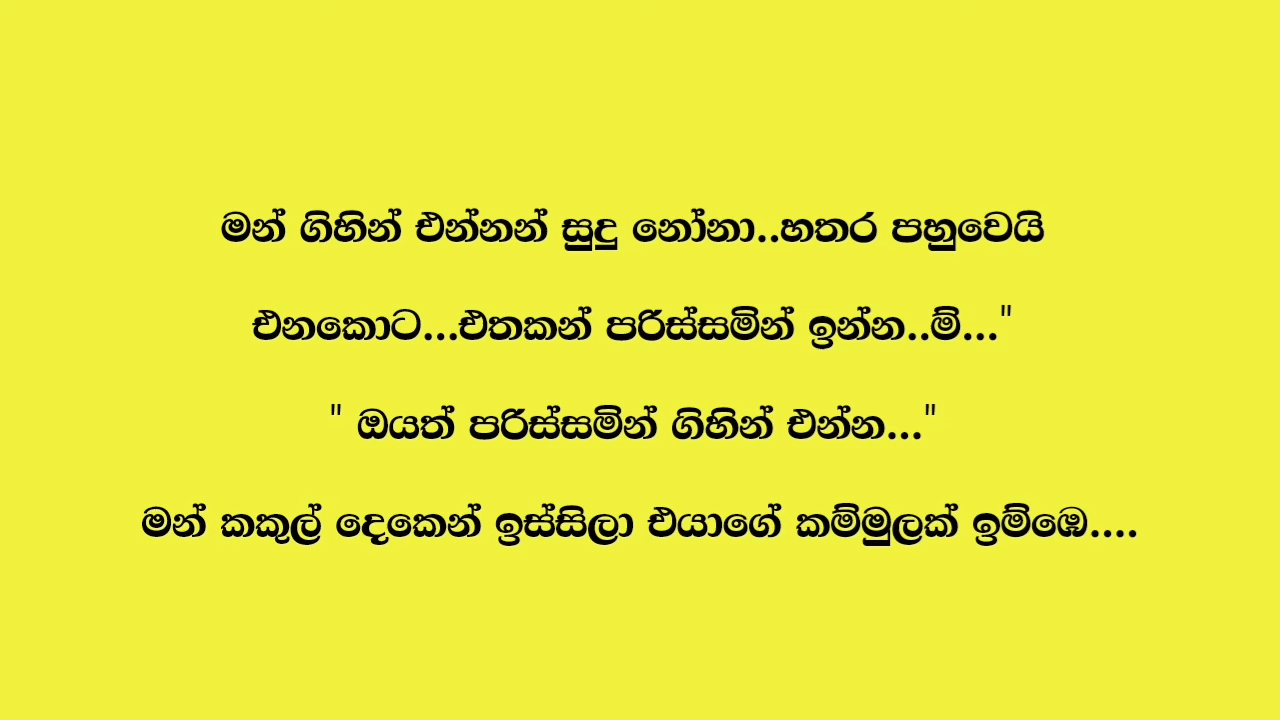 මන් ගිහින් එන්නන් සුදු නෝනා..හතර පහුවෙයි
එනකොට...එතකන් පරිස්සමින් ඉන්න..ම්..."
" ඔයත් පරිස්සමින් ගිහින් එන්න..."
මන් කකුල් දෙකෙන් ඉස්සිලා එයාගේ කම්මුලක් ඉම්ඹෙ....